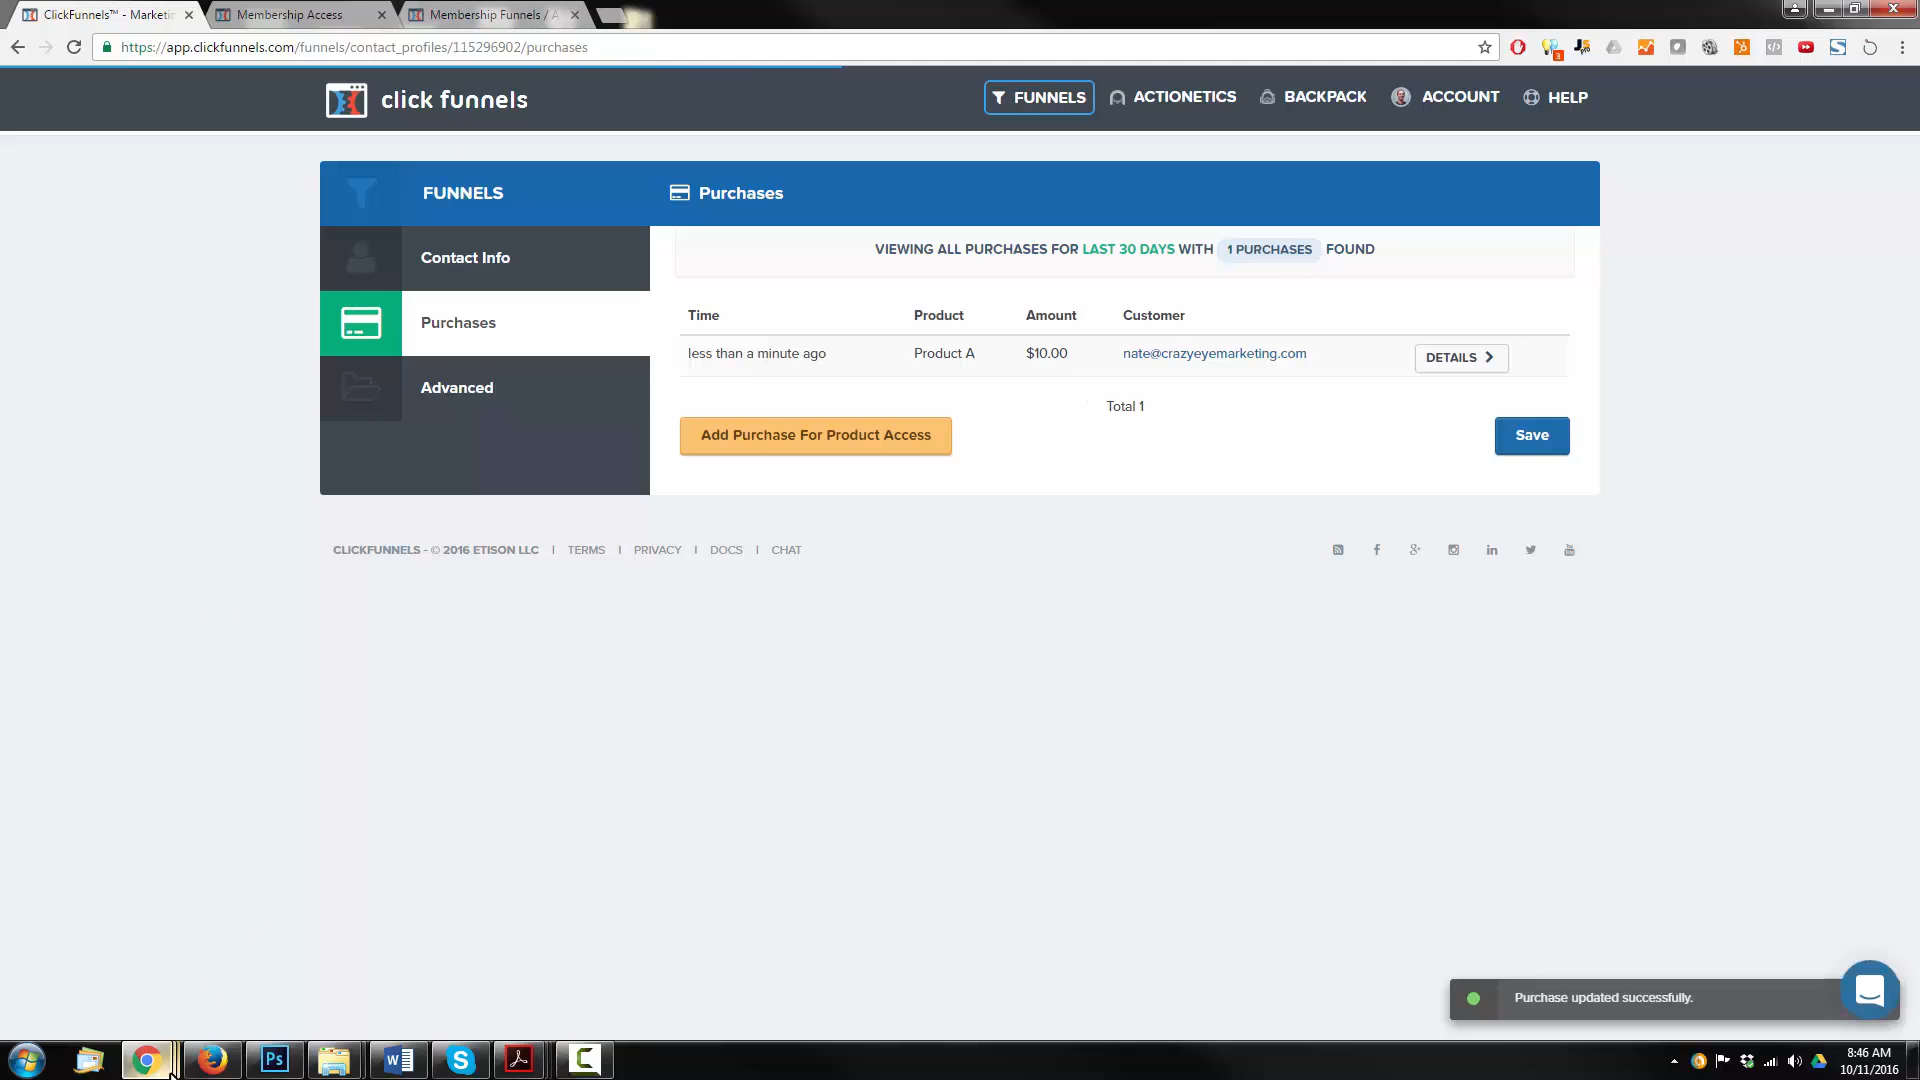 ClickFunnels™ - Marketin
Membership Access
Membership Funnels / A
https://app.clickfunnels.com/funnels/contact_profiles/115296902/purchases
3
click funnels
FUNNELS
ACTIONETICS
BACKPACK
ACCOUNT
HELP
FUNNELS
Purchases
Contact Info
Purchases
Advanced
VIEWING ALL PURCHASES FOR LAST 30 DAYS WITH 1 PURCHASES FOUND
Time Product Amount Customer
less than a minute ago Product A $10.00 nate@crazyeyemarketing.com DETAILS
Total 1
Add Purchase For Product Access
Save
CLICKFUNNELS - © 2016 ETISON LLC | TERMS | PRIVACY | DOCS | CHAT
Purchase updated successfully.
Ps
8:46 AM
10/11/2016